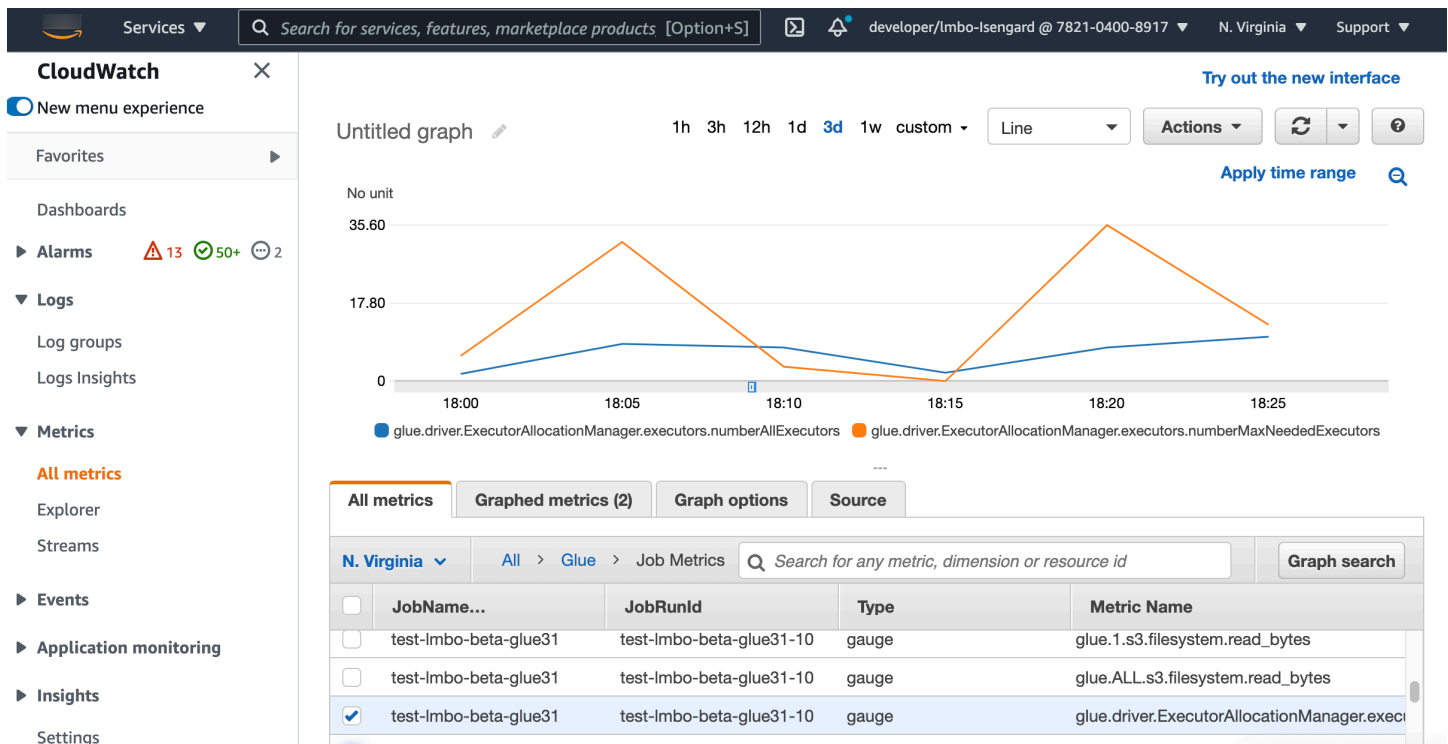 Services ▼ Search for services, features, marketplace products [Option+S] developer/lmbo-Isengard @ 7821-0400-8917 ▼ N. Virginia ▼ Support ▼
CloudWatch
New menu experience
Favorites
Dashboards
Alarms 13 50+ 2
Logs
Log groups
Logs Insights
Metrics
All metrics
Explorer
Streams
Events
Application monitoring
Insights
Settings
Try out the new interface
Untitled graph 1h 3h 12h 1d 3d 1w custom Line Actions
Apply time range
No unit
35.60
17.80
0
18:00 18:05 18:10 18:15 18:20 18:25
glue.driver.ExecutorAllocationManager.executors.numberAllExecutors glue.driver.ExecutorAllocationManager.executors.numberMaxNeededExecutors
All metrics Graphed metrics (2) Graph options Source
N. Virginia All > Glue > Job Metrics Search for any metric, dimension or resource id Graph search
JobName... JobRunId Type Metric Name
test-lmbo-beta-glue31 test-lmbo-beta-glue31-10 gauge glue.1.s3.filesystem.read_bytes
test-lmbo-beta-glue31 test-lmbo-beta-glue31-10 gauge glue.ALL.s3.filesystem.read_bytes
test-lmbo-beta-glue31 test-lmbo-beta-glue31-10 gauge glue.driver.ExecutorAllocationManager.execu